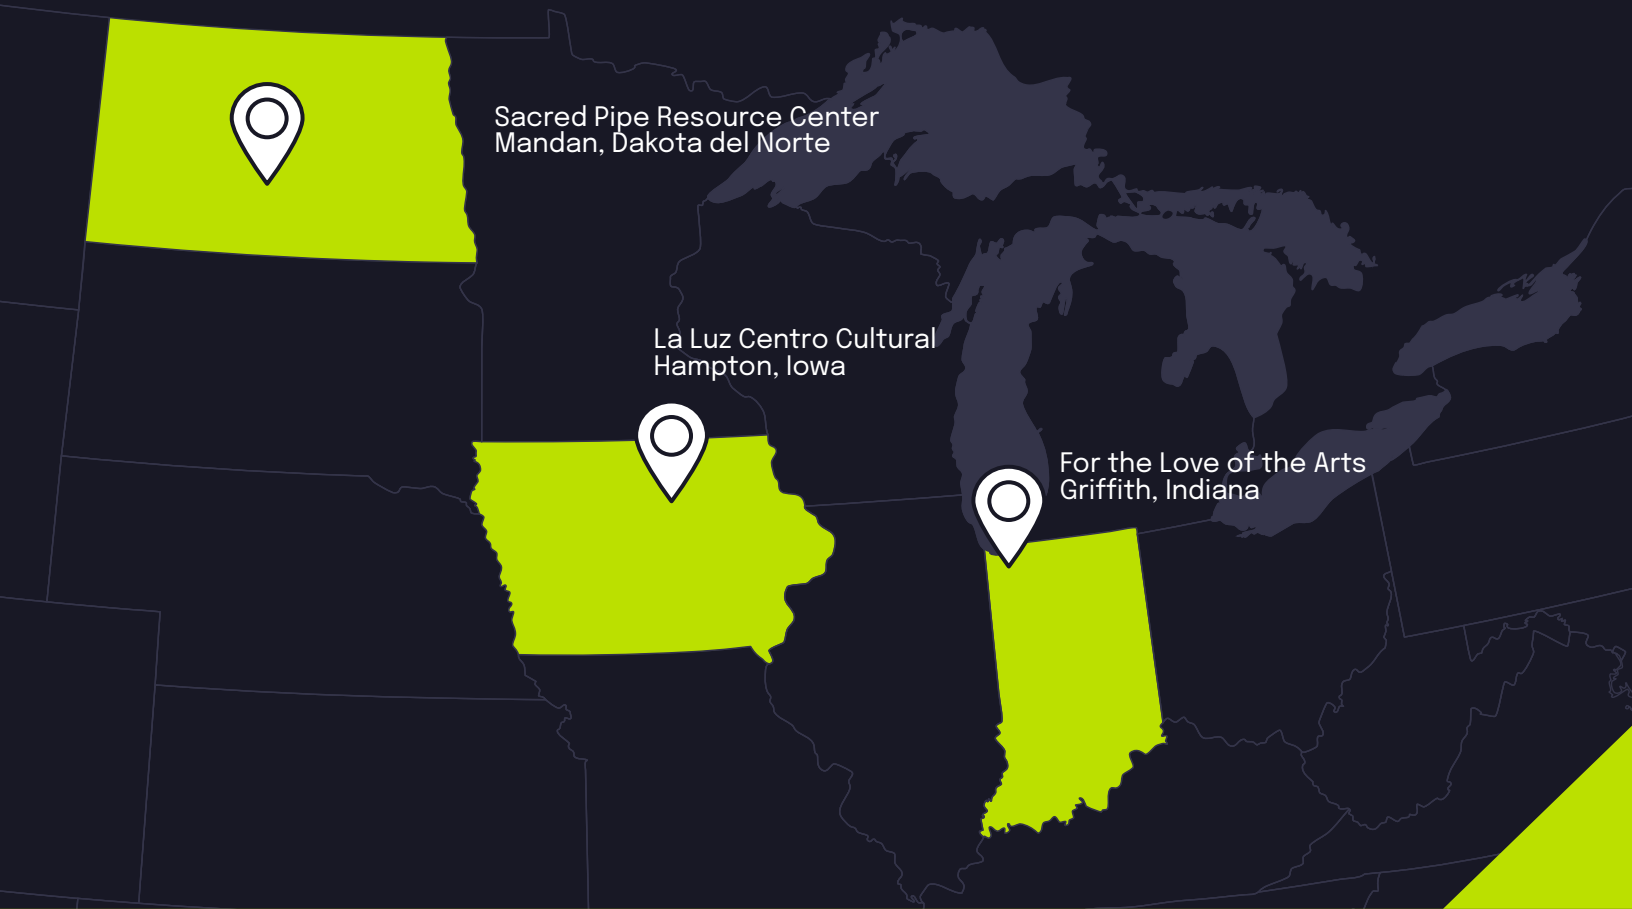 Sacred Pipe Resource Center
Mandan, Dakota del Norte
La Luz Centro Cultural
Hampton, Iowa
For the Love of the Arts
Griffith, Indiana